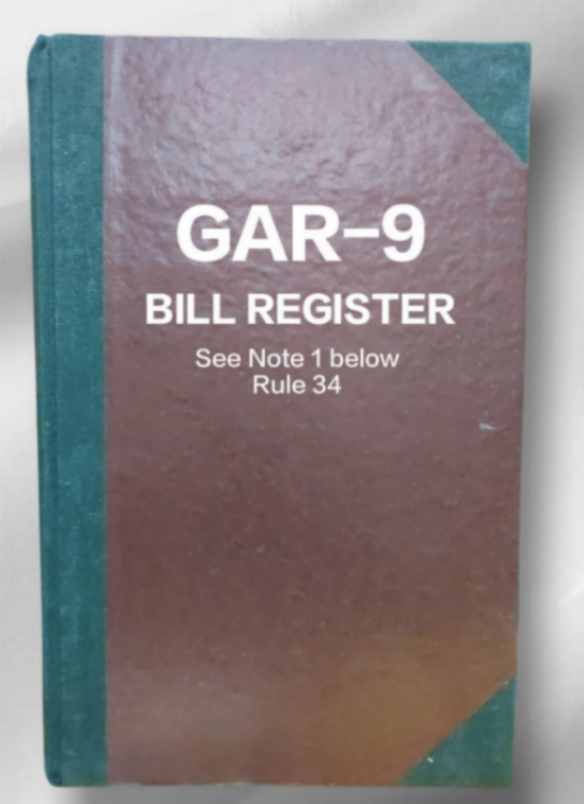 GAR-9
BILL REGISTER
See Note 1 below
Rule 34